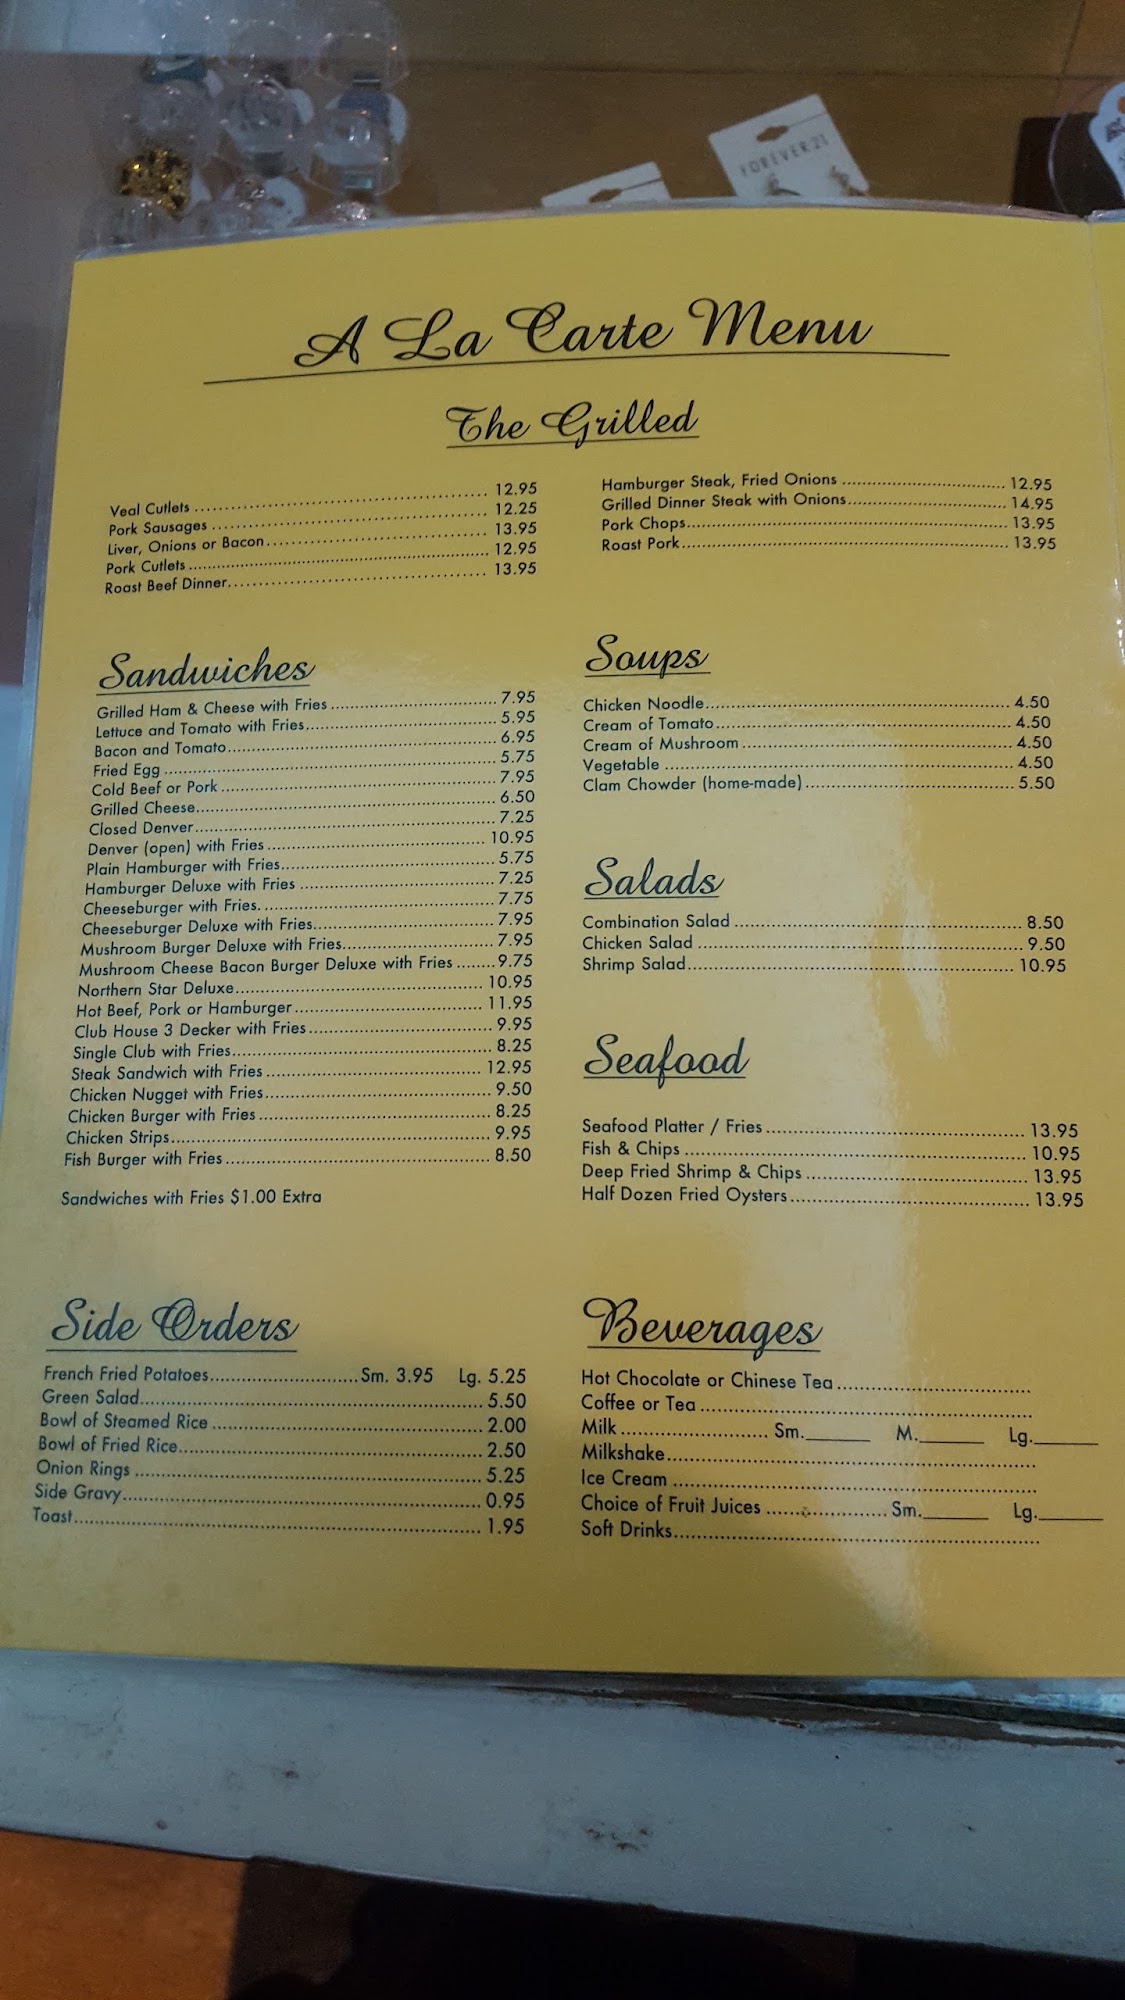 FOREVER 21
A La Carte Menu
The Grilled
Veal Cutlets 12.95
Pork Sausages 12.25
Liver, Onions or Bacon 13.95
Pork Cutlets 12.95
Roast Beef Dinner 13.95
Hamburger Steak, Fried Onions 12.95
Grilled Dinner Steak with Onions 14.95
Pork Chops 13.95
Roast Pork 13.95
Sandwiches
Grilled Ham & Cheese with Fries 7.95
Lettuce and Tomato with Fries 5.95
Bacon and Tomato 6.95
Fried Egg 5.75
Cold Beef or Pork 7.95
Grilled Cheese 6.50
Closed Denver 7.25
Denver (open) with Fries 10.95
Plain Hamburger with Fries 5.75
Hamburger Deluxe with Fries 7.25
Cheeseburger with Fries. 7.75
Cheeseburger Deluxe with Fries 7.95
Mushroom Burger Deluxe with Fries 7.95
Mushroom Cheese Bacon Burger Deluxe with Fries 9.75
Northern Star Deluxe 10.95
Hot Beef, Pork or Hamburger 11.95
Club House 3 Decker with Fries 9.95
Single Club with Fries 8.25
Steak Sandwich with Fries 12.95
Chicken Nugget with Fries 9.50
Chicken Burger with Fries 8.25
Chicken Strips 9.95
Fish Burger with Fries 8.50
Sandwiches with Fries $1.00 Extra
Soups
Chicken Noodle 4.50
Cream of Tomato 4.50
Cream of Mushroom 4.50
Vegetable 4.50
Clam Chowder (home-made) 5.50
Salads
Combination Salad 8.50
Chicken Salad 9.50
Shrimp Salad 10.95
Seafood
Seafood Platter / Fries 13.95
Fish & Chips 10.95
Deep Fried Shrimp & Chips 13.95
Half Dozen Fried Oysters 13.95
Side Orders
French Fried Potatoes Sm. 3.95 Lg. 5.25
Green Salad 5.50
Bowl of Steamed Rice 2.00
Bowl of Fried Rice 2.50
Onion Rings 5.25
Side Gravy 0.95
Toast 1.95
Beverages
Hot Chocolate or Chinese Tea
Coffee or Tea
Milk Sm. M. Lg.
Milkshake
Ice Cream
Choice of Fruit Juices Sm. Lg.
Soft Drinks